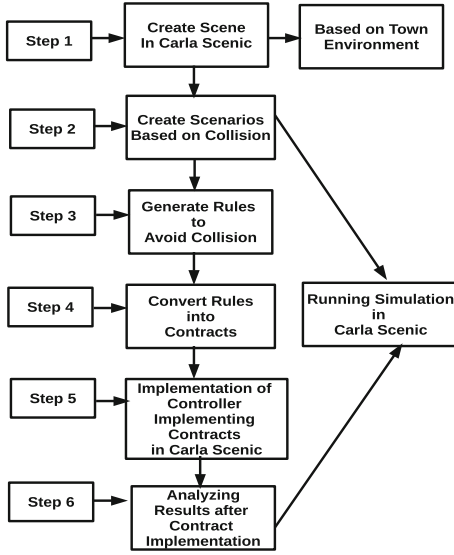 Step 1
Create Scene
In Carla Scenic
Based on Town
Environment
Step 2
Create Scenarios
Based on Collision
Step 3
Generate Rules
to
Avoid Collision
Step 4
Convert Rules
into
Contracts
Running Simulation
in
Carla Scenic
Step 5
Implementation of
Controller
Implementing
Contracts
in Carla Scenic
Step 6
Analyzing
Results after
Contract
Implementation